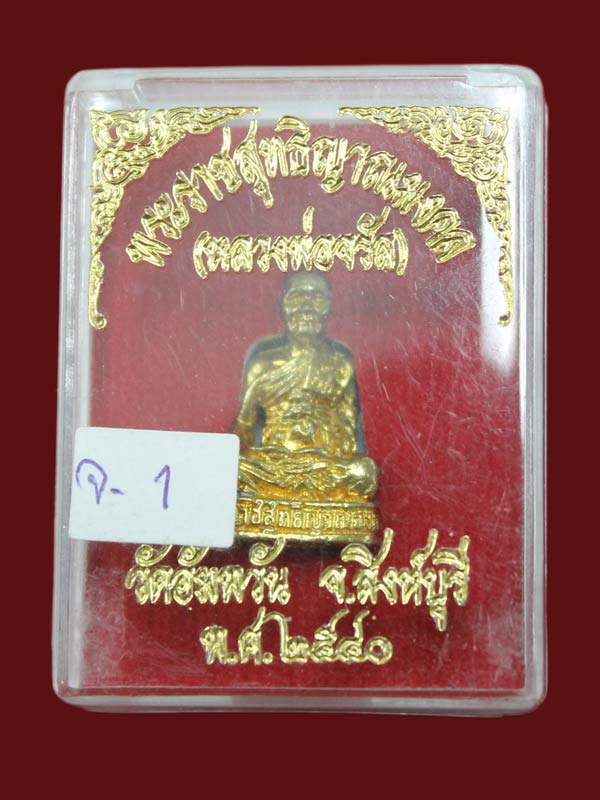 พระราชสุทธิญาณมงคล
(หลวงพ่อจรัล)
จ- 1
วัดอัมพวัน จ.สิงห์บุรี
พ.ศ.๒๕๔๐